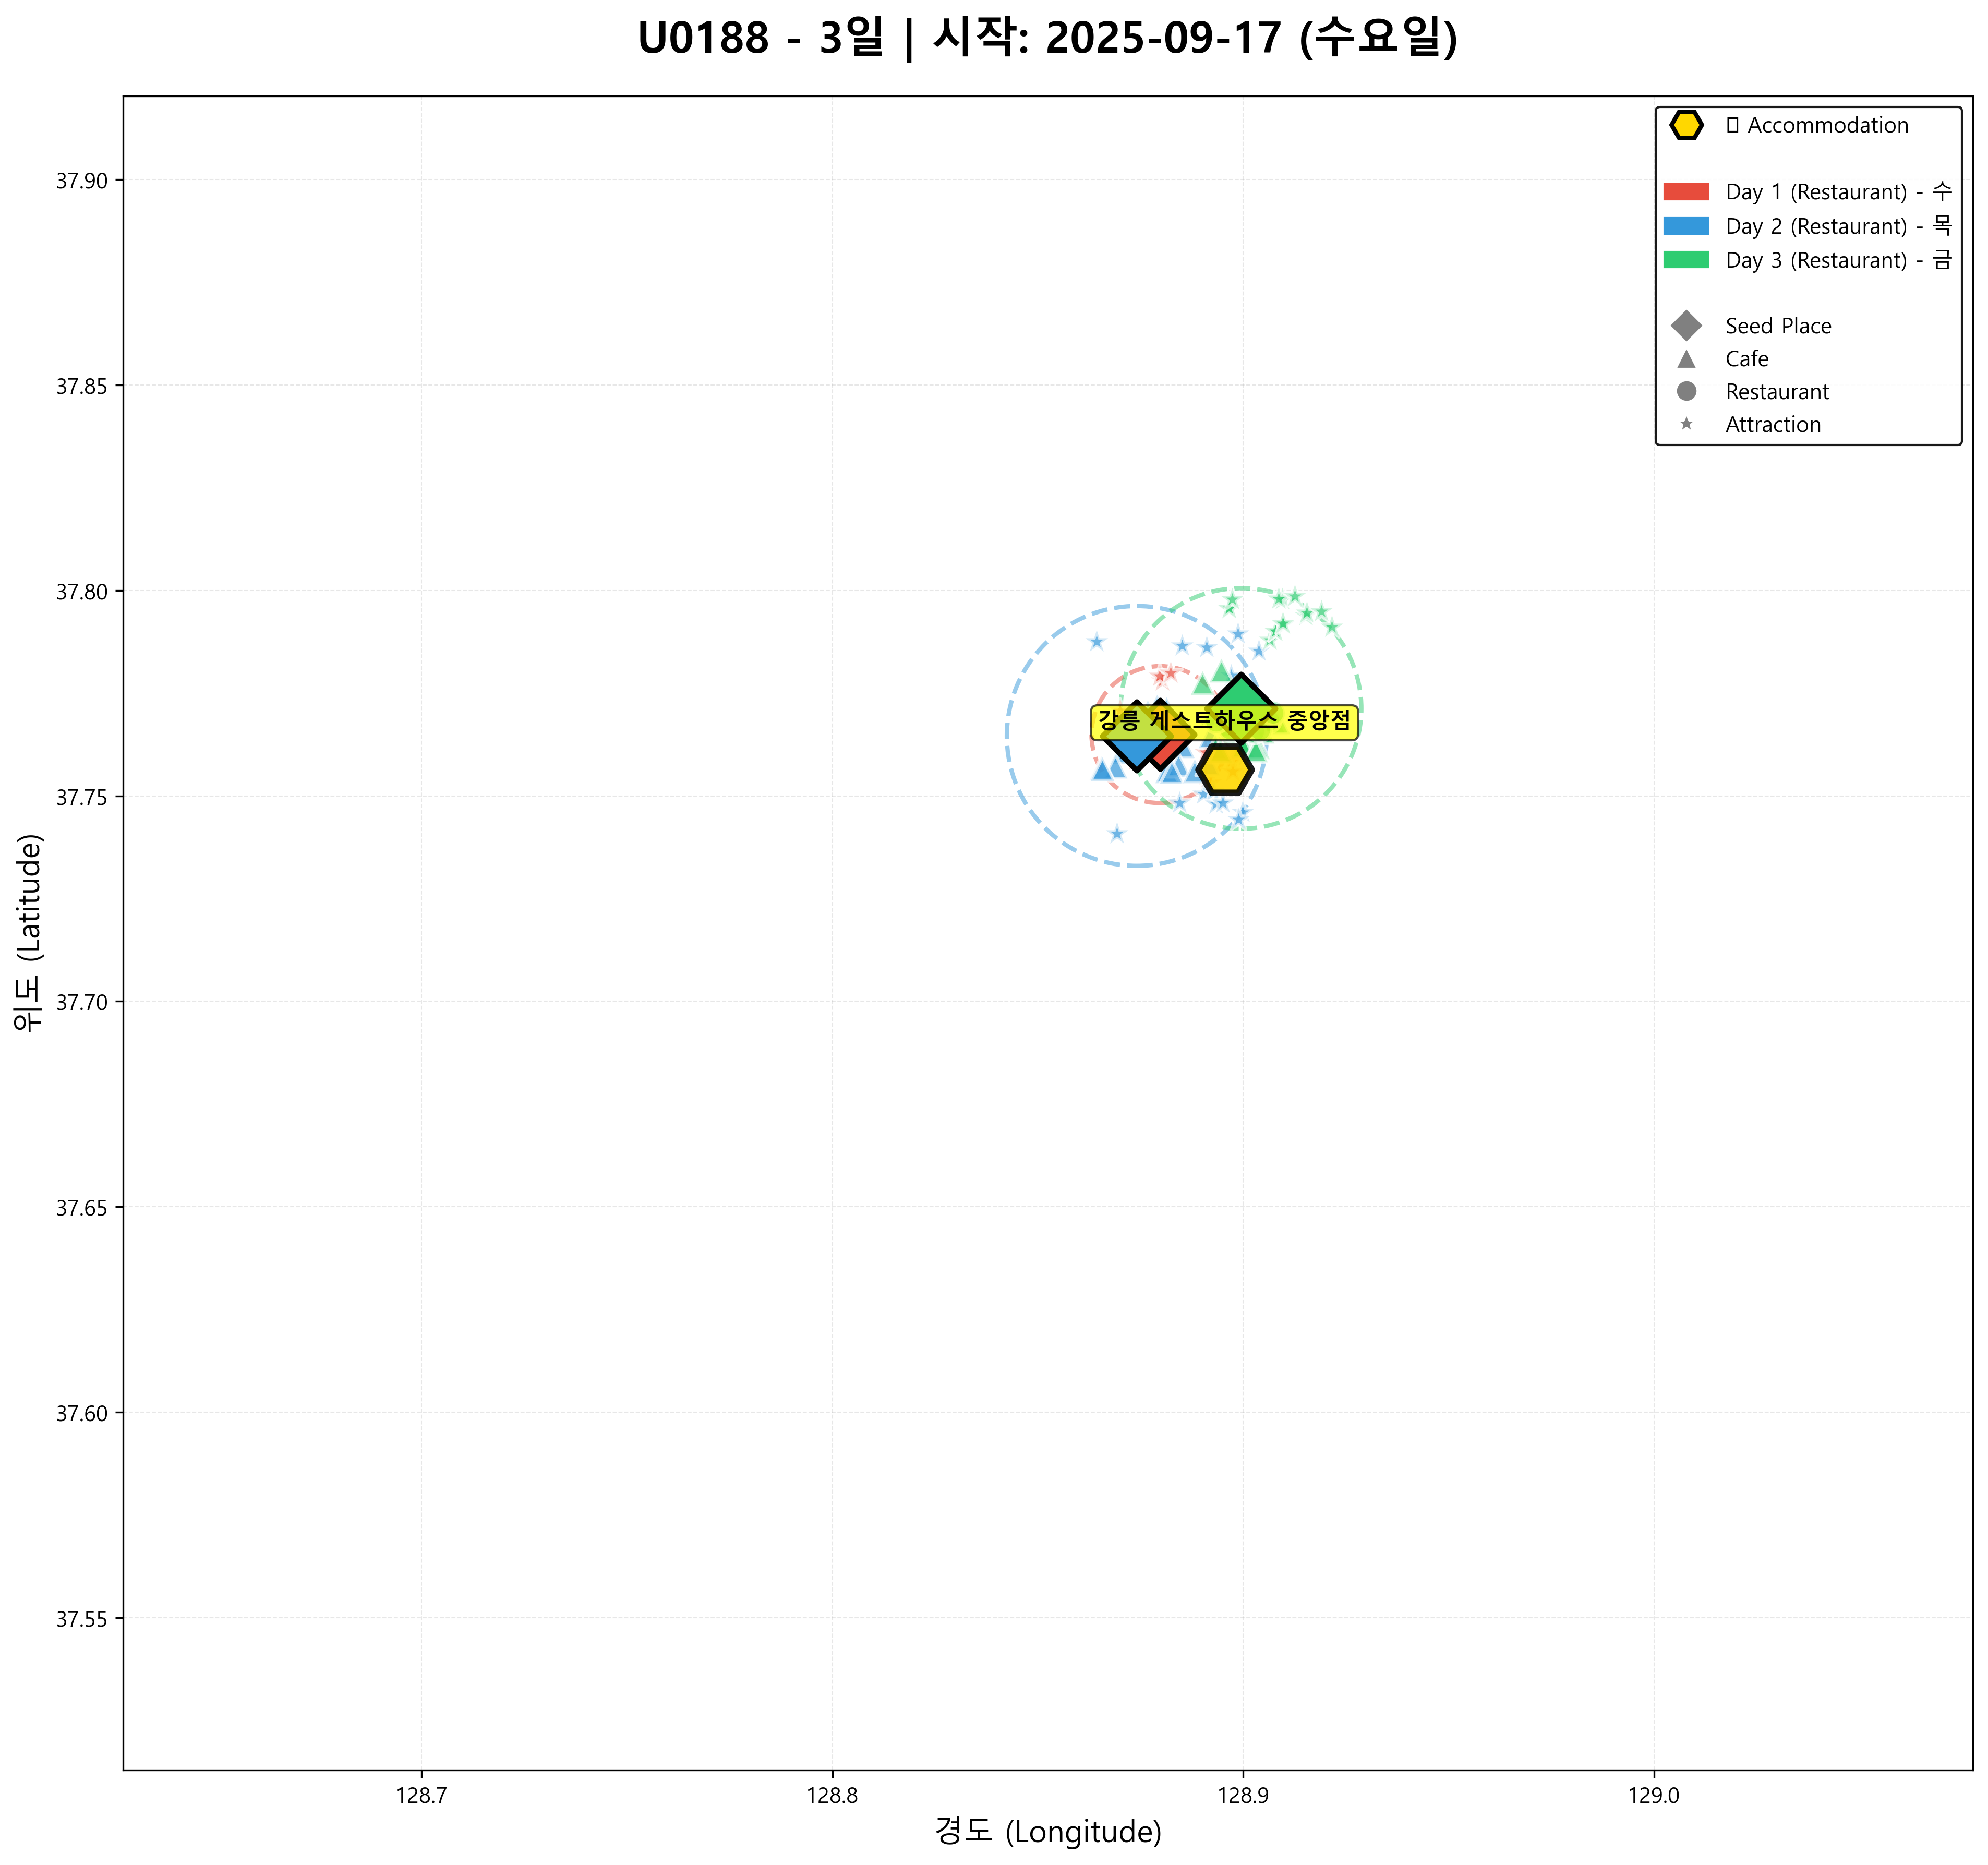 U0188 - 3일 | 시작: 2025-09-17 (수요일)
Accommodation
Day 1 (Restaurant) - 수
Day 2 (Restaurant) - 목
Day 3 (Restaurant) - 금
Seed Place
Cafe
Restaurant
Attraction
37.90
37.85
37.80
37.75
37.70
37.65
37.60
37.55
위도 (Latitude)
강릉 게스트하우스 중앙점
128.7
128.8
128.9
129.0
경도 (Longitude)